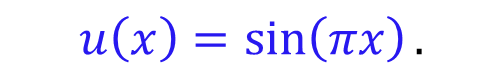 u(x) = sin(πx) .